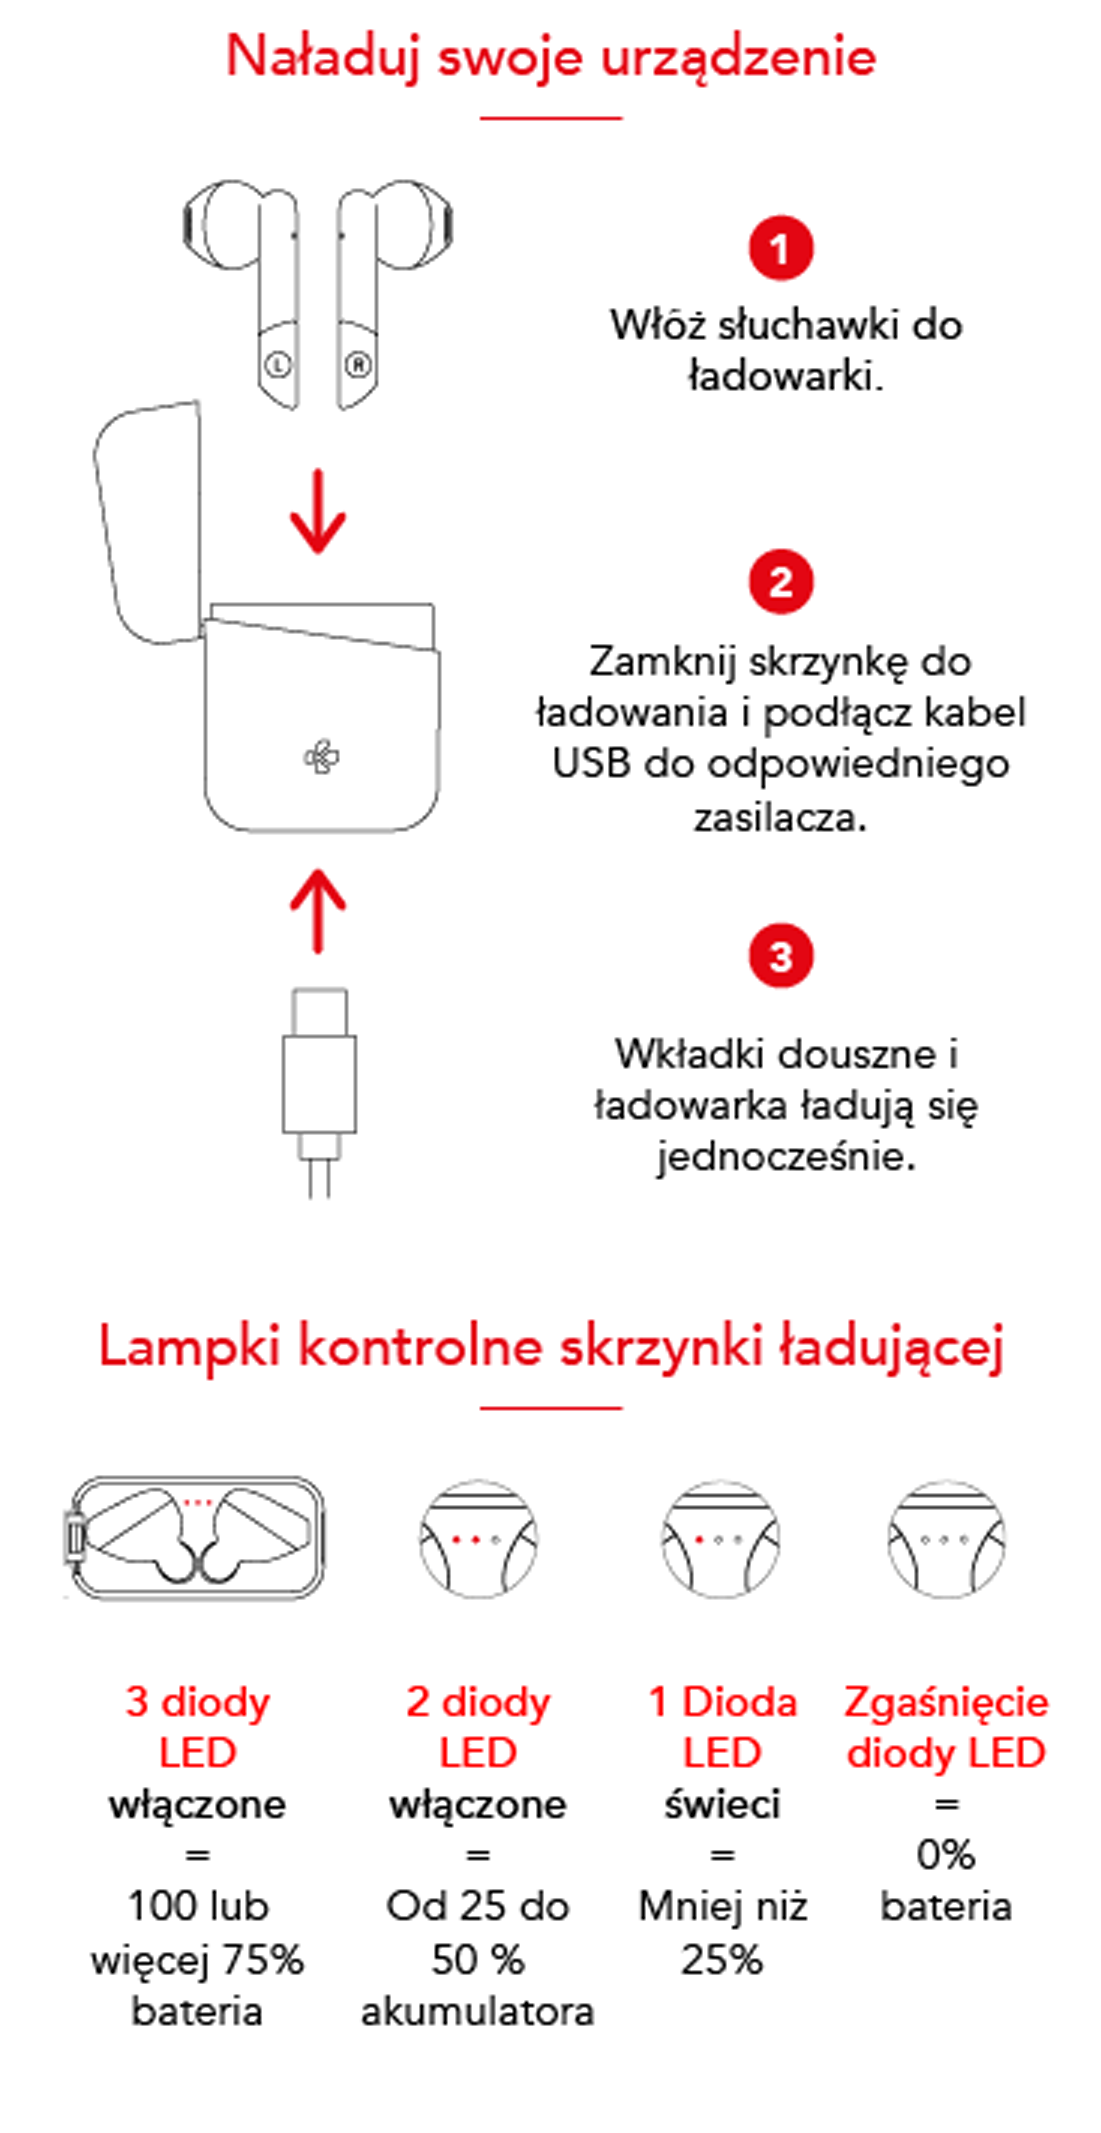 Naładuj swoje urządzenie
1
Włóż słuchawki do
ładowarki.
L
R
2
Zamknij skrzynkę do
ładowania i podłącz kabel
USB do odpowiedniego
zasilacza.
3
Wkładki douszne i
ładowarka ładują się
jednocześnie.
Lampki kontrolne skrzynki ładującej
3 diody
LED
włączone
=
100 lub
więcej 75%
bateria
2 diody
LED
włączone
=
Od 25 do
50 %
akumulatora
1 Dioda
LED
świeci
=
Mniej niż
25%
Zgaśnięcie
diody LED
=
0%
bateria